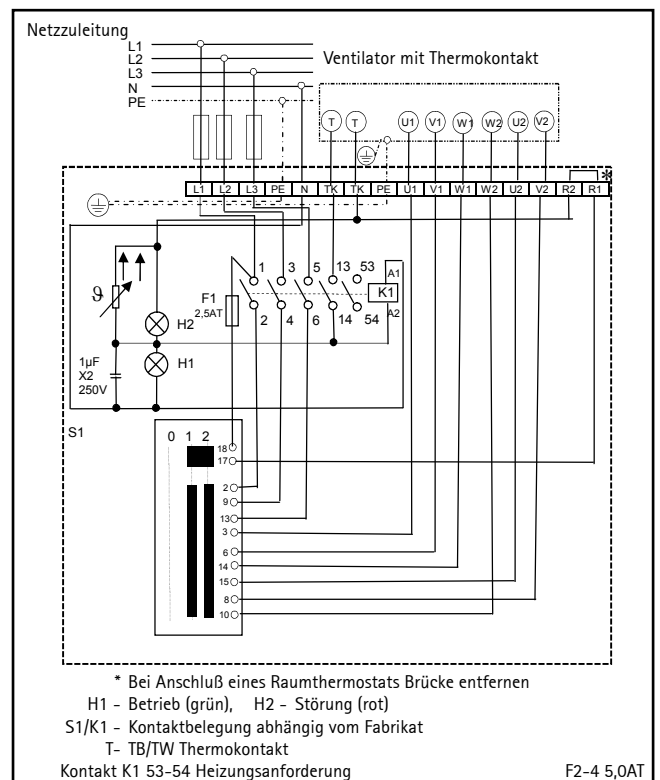 Netzzuleitung
L1
L2
L3
N
PE
Ventilator mit Thermokontakt
T T U1 V1 W1 W2 U2 V2
L1 L2 L3 PE N TK TK PE U1 V1 W1 W2 U2 V2 R2 R1 *
1 3 5 13 53
A1
K1
A2
2 4 6 14 54
F1
2,5AT
ϑ
H2
H1
1µF
X2
250V
S1
0 1 2
18
17
2
9
13
3
6
14
15
8
10
* Bei Anschluß eines Raumthermostats Brücke entfernen
H1 - Betrieb (grün), H2 - Störung (rot)
S1/K1 - Kontaktbelegung abhängig vom Fabrikat
T- TB/TW Thermokontakt
Kontakt K1 53-54 Heizungsanforderung
F2-4 5,0AT